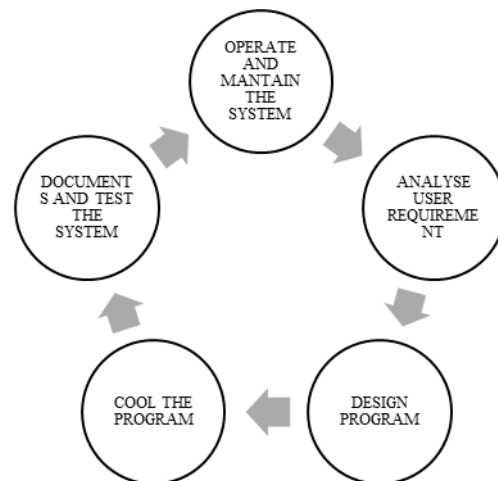 OPERATE
AND
MANTAIN
THE
SYSTEM
ANALYSE
USER
REQUIREME
NT
DESIGN
PROGRAM
COOL THE
PROGRAM
DOCUMENT
S AND TEST
THE
SYSTEM